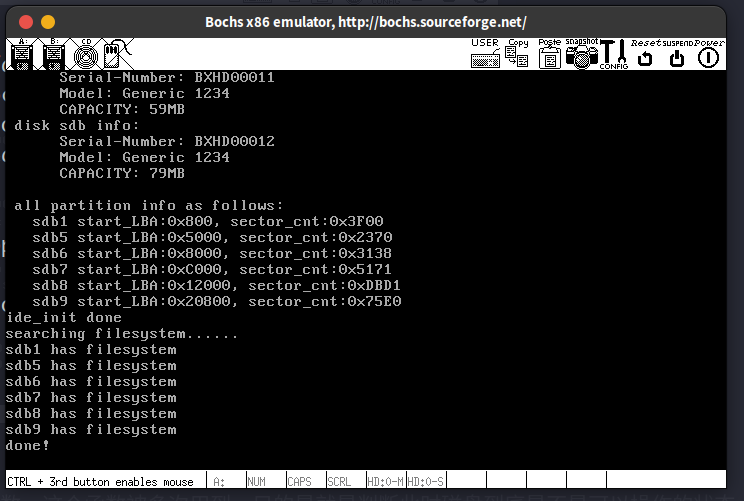 Bochs x86 emulator, http://bochs.sourceforge.net/
A: B: CD USER Copy Paste snapshot CONFIG Reset SUSPEND Power
Serial-Number: BXHD00011
Model: Generic 1234
CAPACITY: 59MB
disk sdb info:
Serial-Number: BXHD00012
Model: Generic 1234
CAPACITY: 79MB
all partition info as follows:
sdb1 start_LBA:0x800, sector_cnt:0x3F00
sdb5 start_LBA:0x5000, sector_cnt:0x2370
sdb6 start_LBA:0x8000, sector_cnt:0x3138
sdb7 start_LBA:0xC000, sector_cnt:0x5171
sdb8 start_LBA:0x12000, sector_cnt:0xDBD1
sdb9 start_LBA:0x20800, sector_cnt:0x75E0
ide_init done
searching filesystem......
sdb1 has filesystem
sdb5 has filesystem
sdb6 has filesystem
sdb7 has filesystem
sdb8 has filesystem
sdb9 has filesystem
done!
CTRL + 3rd button enables mouse A: NUM CAPS SCRL HD:0-M HD:0-S